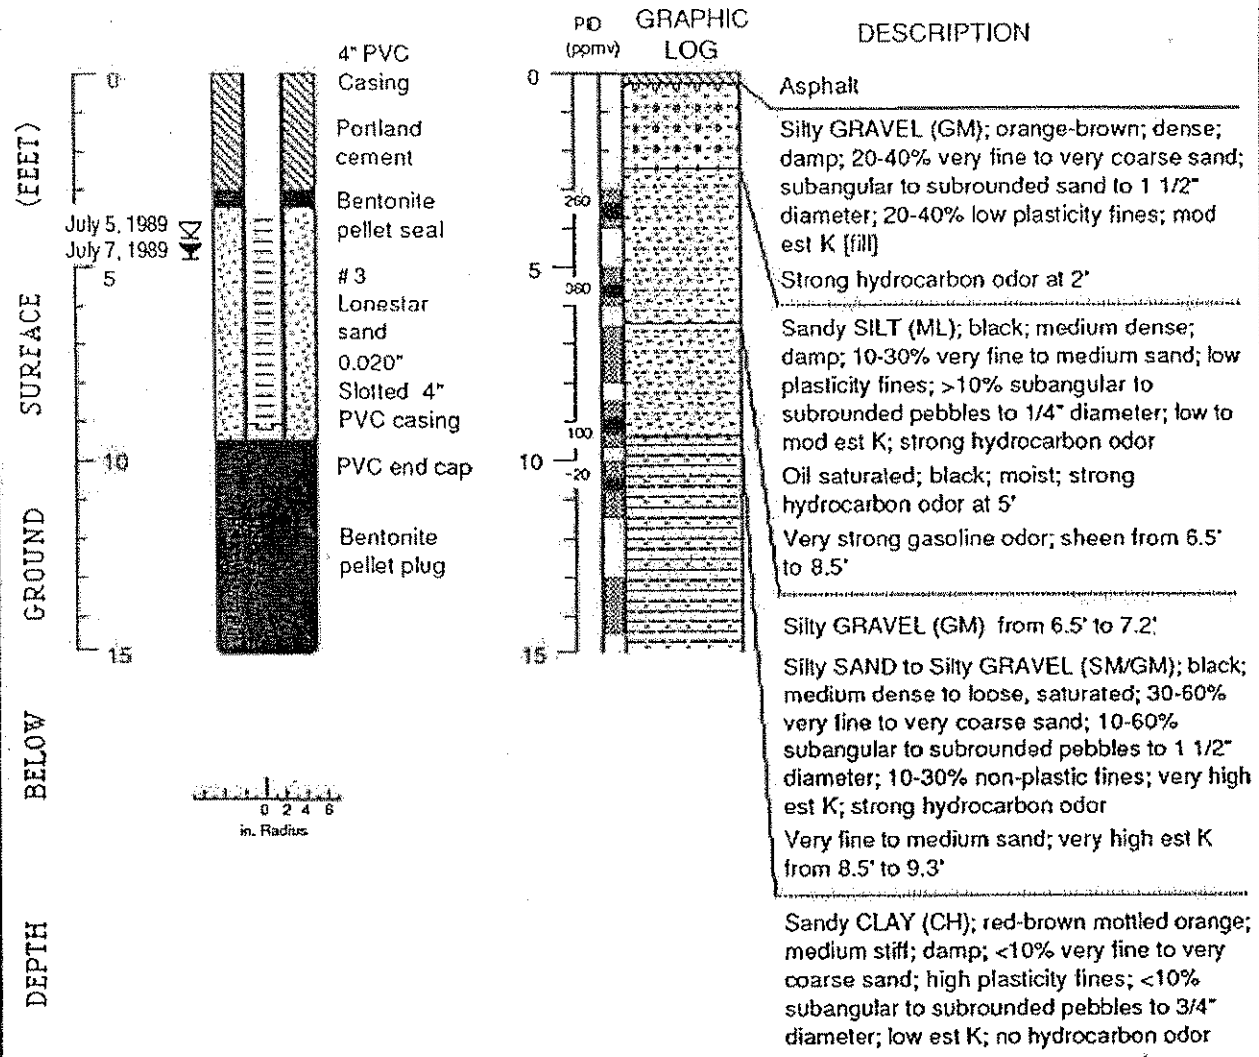 DEPTH BELOW GROUND SURFACE (FEET)
0
5
10
15
July 5, 1989
July 7, 1989
4" PVC
Casing
Portland
cement
Bentonite
pellet seal
#3
Lonestar
sand
0.020"
Slotted 4"
PVC casing
PVC end cap
Bentonite
pellet plug
0 2 4 6
in. Radius
PID
(ppmv)
GRAPHIC
LOG
0
260
5
360
100
10
20
15
DESCRIPTION
Asphalt
Silty GRAVEL (GM); orange-brown; dense;
damp; 20-40% very fine to very coarse sand;
subangular to subrounded sand to 1 1/2"
diameter; 20-40% low plasticity fines; mod
est K [fill]
Strong hydrocarbon odor at 2'
Sandy SILT (ML); black; medium dense;
damp; 10-30% very fine to medium sand; low
plasticity fines; >10% subangular to
subrounded pebbles to 1/4" diameter; low to
mod est K; strong hydrocarbon odor
Oil saturated; black; moist; strong
hydrocarbon odor at 5'
Very strong gasoline odor; sheen from 6.5'
to 8.5'
Silty GRAVEL (GM) from 6.5' to 7.2'
Silty SAND to Silty GRAVEL (SM/GM); black;
medium dense to loose, saturated; 30-60%
very fine to very coarse sand; 10-60%
subangular to subrounded pebbles to 1 1/2"
diameter; 10-30% non-plastic fines; very high
est K; strong hydrocarbon odor
Very fine to medium sand; very high est K
from 8.5' to 9.3'
Sandy CLAY (CH); red-brown mottled orange;
medium stiff; damp; <10% very fine to very
coarse sand; high plasticity fines; <10%
subangular to subrounded pebbles to 3/4"
diameter; low est K; no hydrocarbon odor